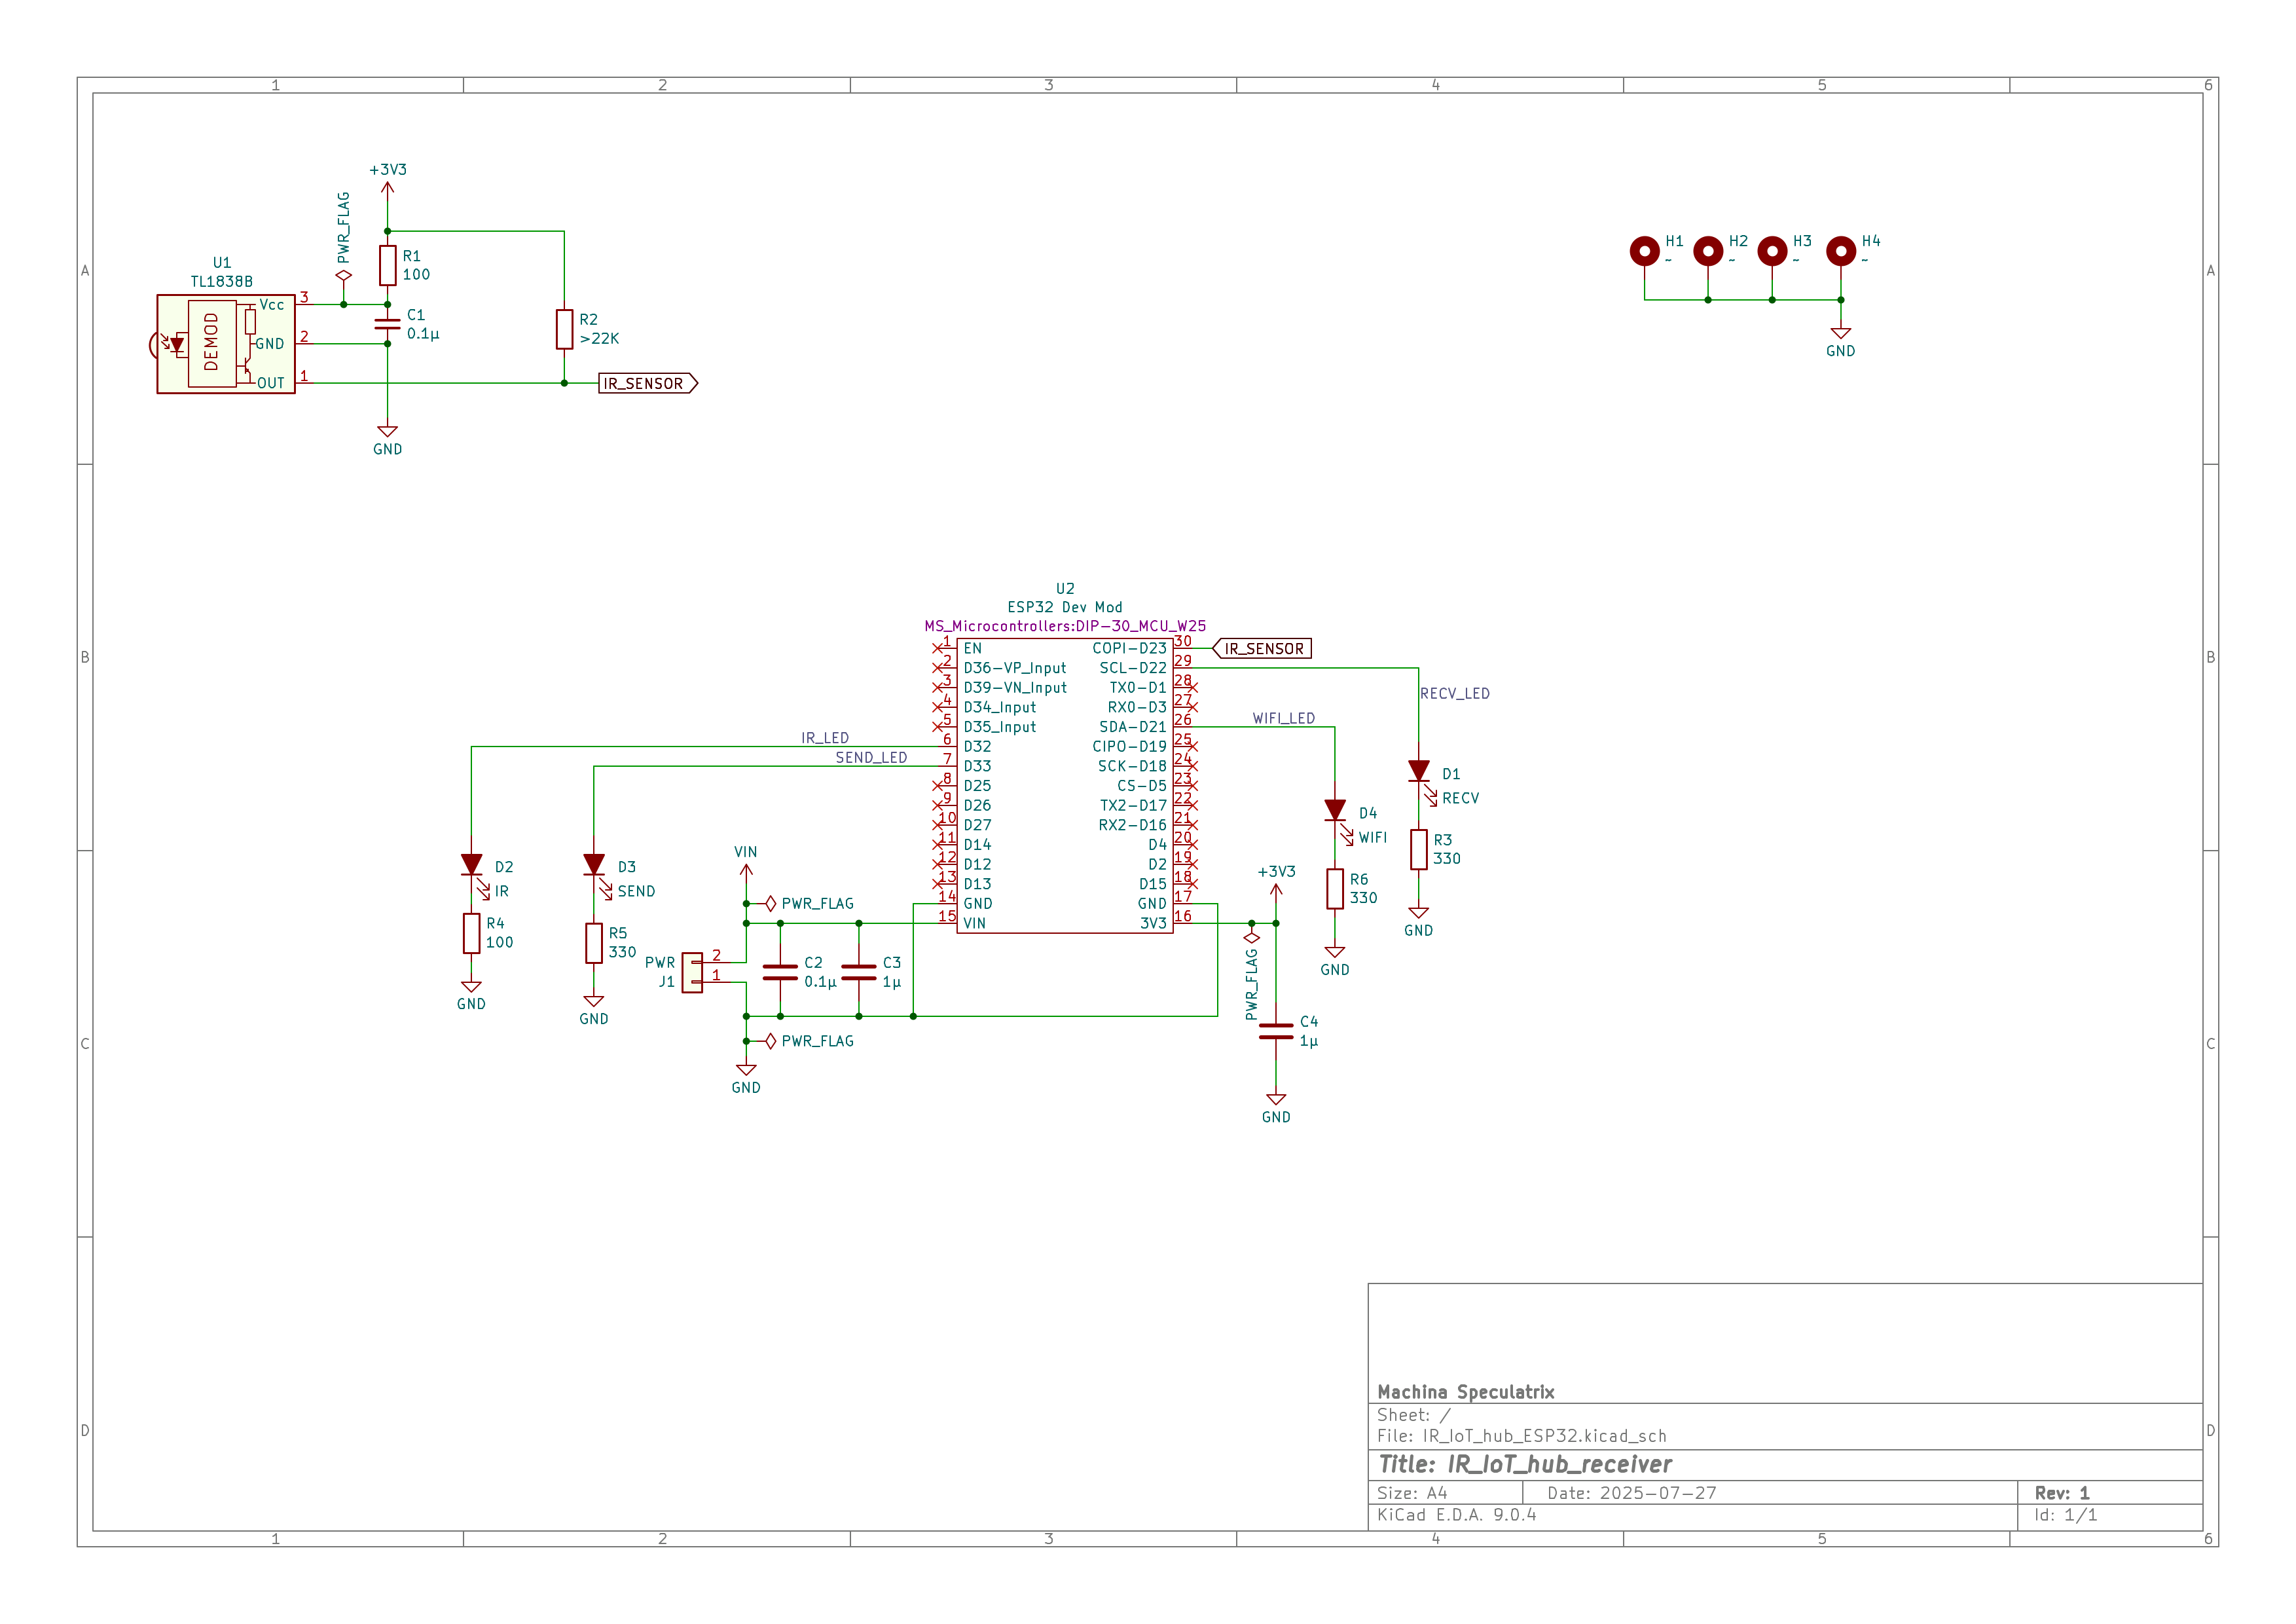 1 2 3 4 5 6
A A
B B
C C
D D
1 2 3 4 5 6
+3V3
PWR_FLAG
R1
100
U1
TL1838B
DEMOD
Vcc 3
GND 2
OUT 1
C1
0.1µ
R2
>22K
IR_SENSOR
GND
H1
~
H2
~
H3
~
H4
~
GND
U2
ESP32 Dev Mod
MS_Microcontrollers:DIP-30_MCU_W25
1 EN COPI-D23 30
2 D36-VP_Input SCL-D22 29
3 D39-VN_Input TX0-D1 28
4 D34_Input RX0-D3 27
5 D35_Input SDA-D21 26
6 D32 CIPO-D19 25
7 D33 SCK-D18 24
8 D25 CS-D5 23
9 D26 TX2-D17 22
10 D27 RX2-D16 21
11 D14 D4 20
12 D12 D2 19
13 D13 D15 18
14 GND GND 17
15 VIN 3V3 16
IR_SENSOR
RECV_LED
WIFI_LED
IR_LED
SEND_LED
D1
RECV
R3
330
GND
D4
WIFI
R6
330
GND
D2
IR
R4
100
GND
D3
SEND
R5
330
GND
VIN
PWR_FLAG
PWR
J1
2
1
C2
0.1µ
C3
1µ
PWR_FLAG
GND
+3V3
PWR_FLAG
C4
1µ
GND
Machina Speculatrix
Sheet: /
File: IR_IoT_hub_ESP32.kicad_sch
Title: IR_IoT_hub_receiver
Size: A4 Date: 2025-07-27 Rev: 1
KiCad E.D.A. 9.0.4 Id: 1/1